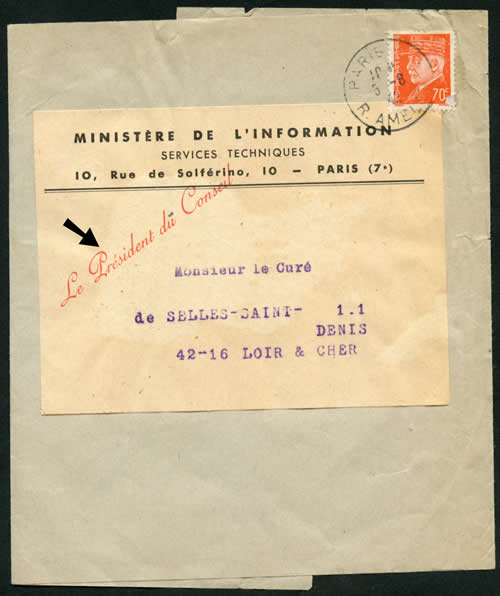 PARIS
R. AMEL
70c
MINISTÈRE DE L'INFORMATION
SERVICES TECHNIQUES
10, Rue de Solférino, 10 — PARIS (7e)
Le Président du Conseil
Monsieur le Curé
de SELLES-SAINT- 1.1
DENIS
42-16 LOIR & CHER